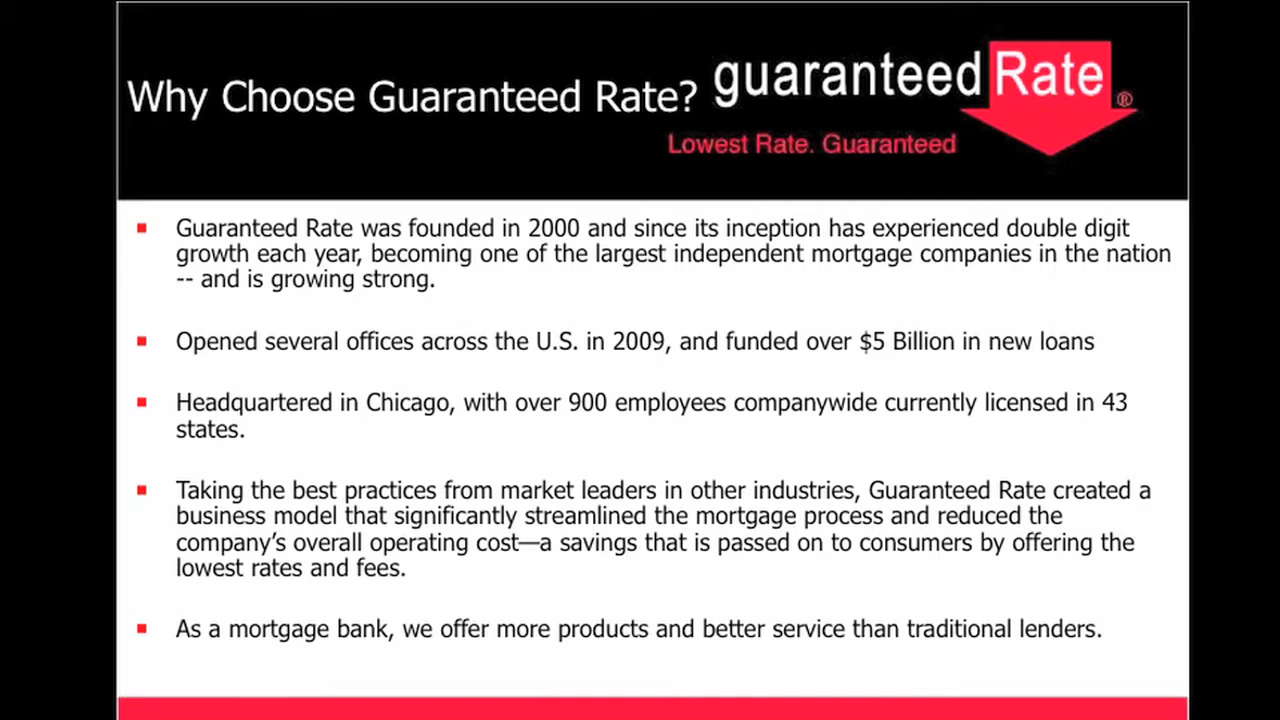 Why Choose Guaranteed Rate?
guaranteed Rate ®
Lowest Rate. Guaranteed
Guaranteed Rate was founded in 2000 and since its inception has experienced double digit
growth each year, becoming one of the largest independent mortgage companies in the nation
-- and is growing strong.
Opened several offices across the U.S. in 2009, and funded over $5 Billion in new loans
Headquartered in Chicago, with over 900 employees companywide currently licensed in 43
states.
Taking the best practices from market leaders in other industries, Guaranteed Rate created a
business model that significantly streamlined the mortgage process and reduced the
company’s overall operating cost—a savings that is passed on to consumers by offering the
lowest rates and fees.
As a mortgage bank, we offer more products and better service than traditional lenders.